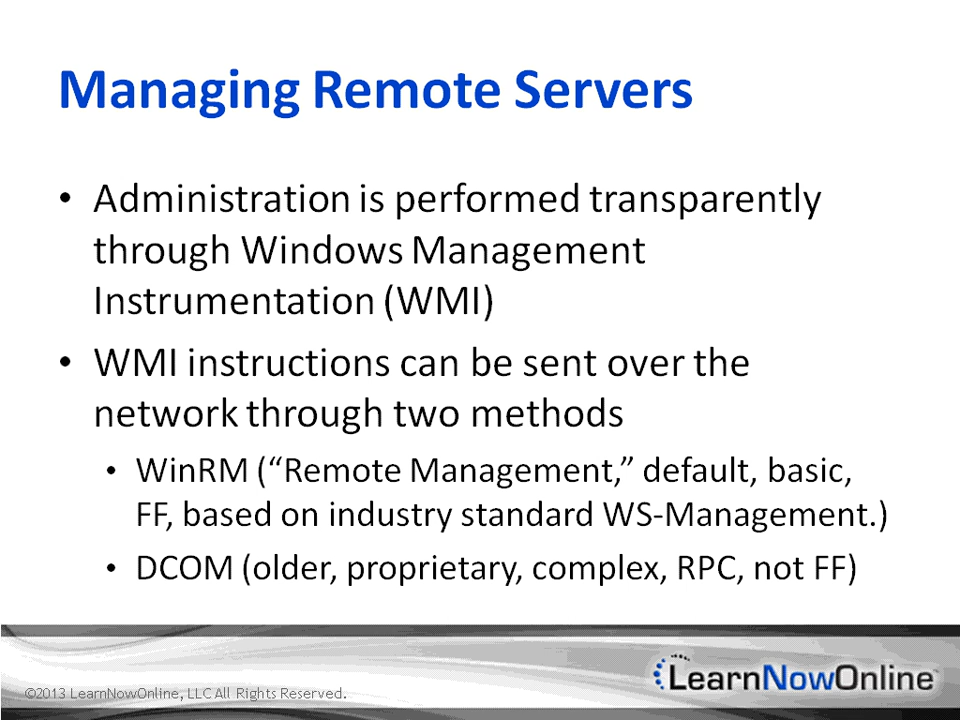 Managing Remote Servers
• Administration is performed transparently
through Windows Management
Instrumentation (WMI)
• WMI instructions can be sent over the
network through two methods
• WinRM (“Remote Management,” default, basic,
FF, based on industry standard WS-Management.)
• DCOM (older, proprietary, complex, RPC, not FF)
©2013 LearnNowOnline, LLC All Rights Reserved.
LearnNowOnline